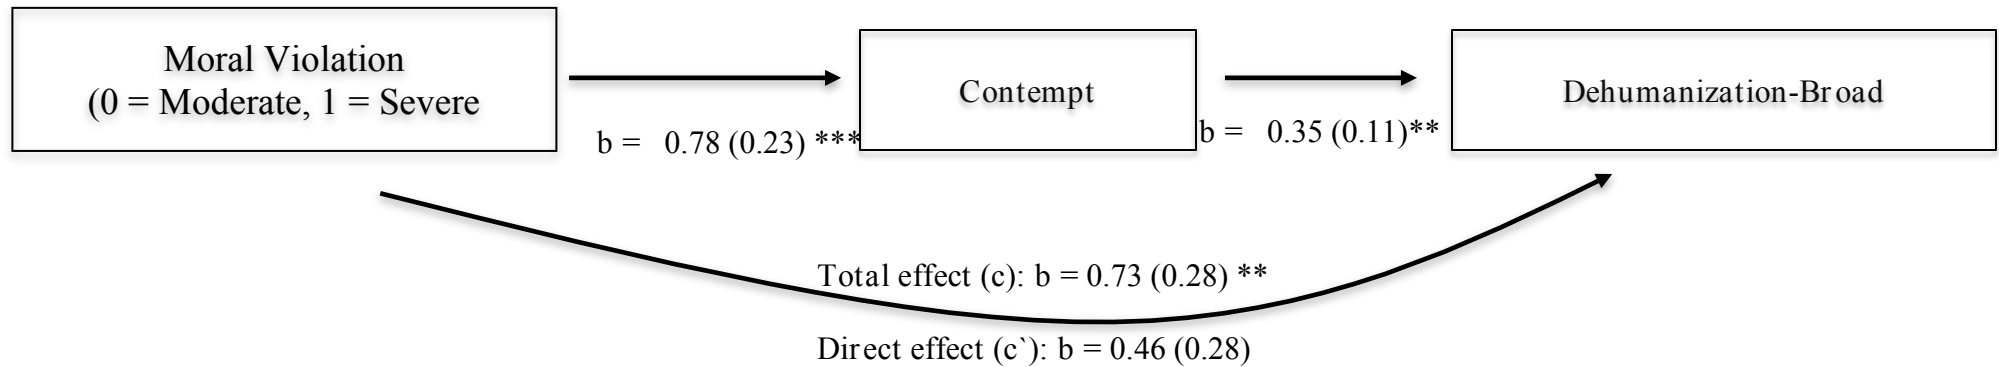 Moral Violation
(0 = Moderate, 1 = Severe
Contempt
Dehumanization-Broad
b = 0.78 (0.23) ***
b = 0.35 (0.11)**
Total effect (c): b = 0.73 (0.28) **
Direct effect (c`): b = 0.46 (0.28)